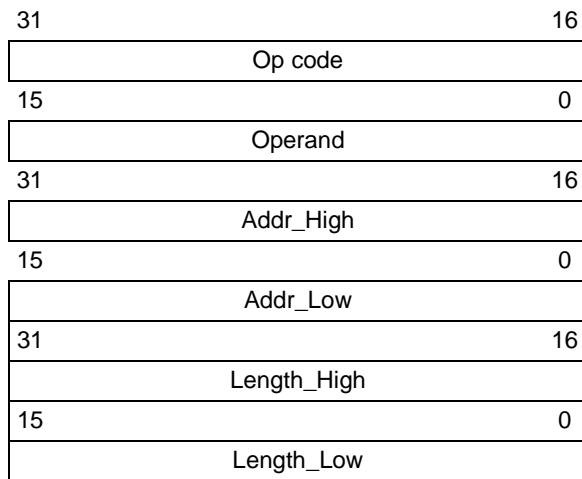 31 16
Op code
15 0
Operand
31 16
Addr_High
15 0
Addr_Low
31 16
Length_High
15 0
Length_Low